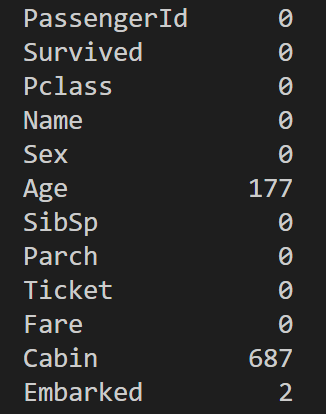 PassengerId 0
Survived 0
Pclass 0
Name 0
Sex 0
Age 177
SibSp 0
Parch 0
Ticket 0
Fare 0
Cabin 687
Embarked 2